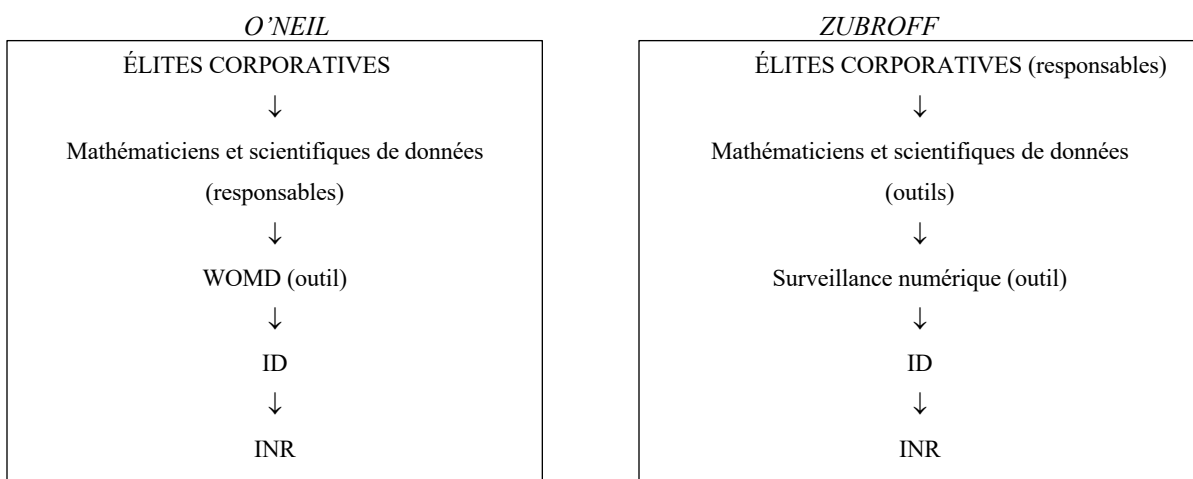 O’NEIL
ÉLITES CORPORATIVES
↓
Mathématiciens et scientifiques de données
(responsables)
↓
WOMD (outil)
↓
ID
↓
INR
ZUBROFF
ÉLITES CORPORATIVES (responsables)
↓
Mathématiciens et scientifiques de données
(outils)
↓
Surveillance numérique (outil)
↓
ID
↓
INR